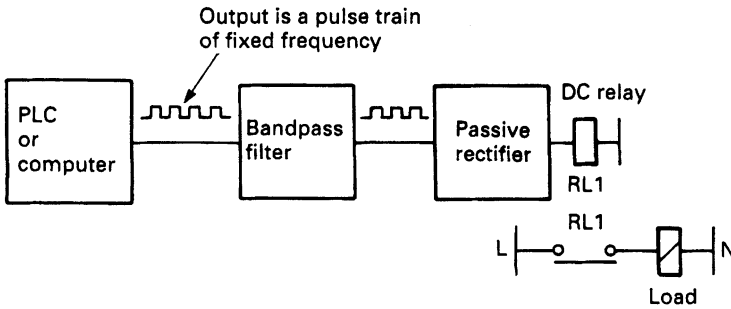 Output is a pulse train
of fixed frequency
PLC
or
computer
Bandpass
filter
Passive
rectifier
DC relay
RL1
RL1
L
N
Load